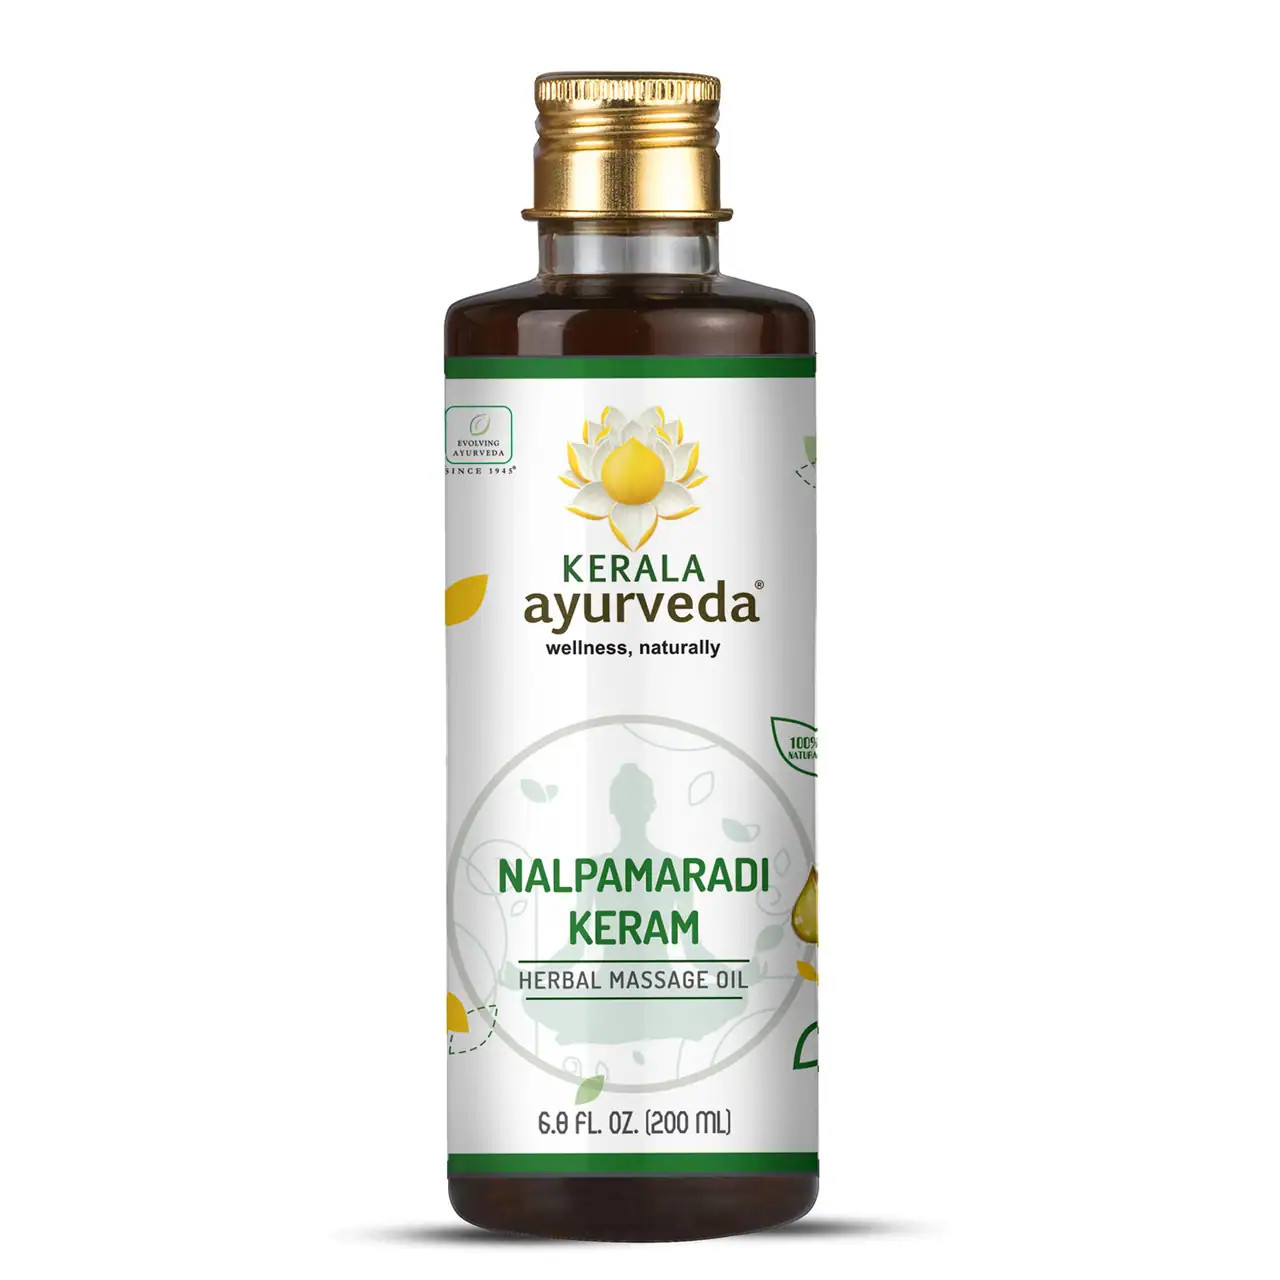 EVOLVING
AYURVEDA
SINCE 1945®
KERALA
ayurveda®
wellness, naturally
100%
NALPAMARADI
KERAM
HERBAL MASSAGE OIL
6.8 FL. OZ. (200 ML)